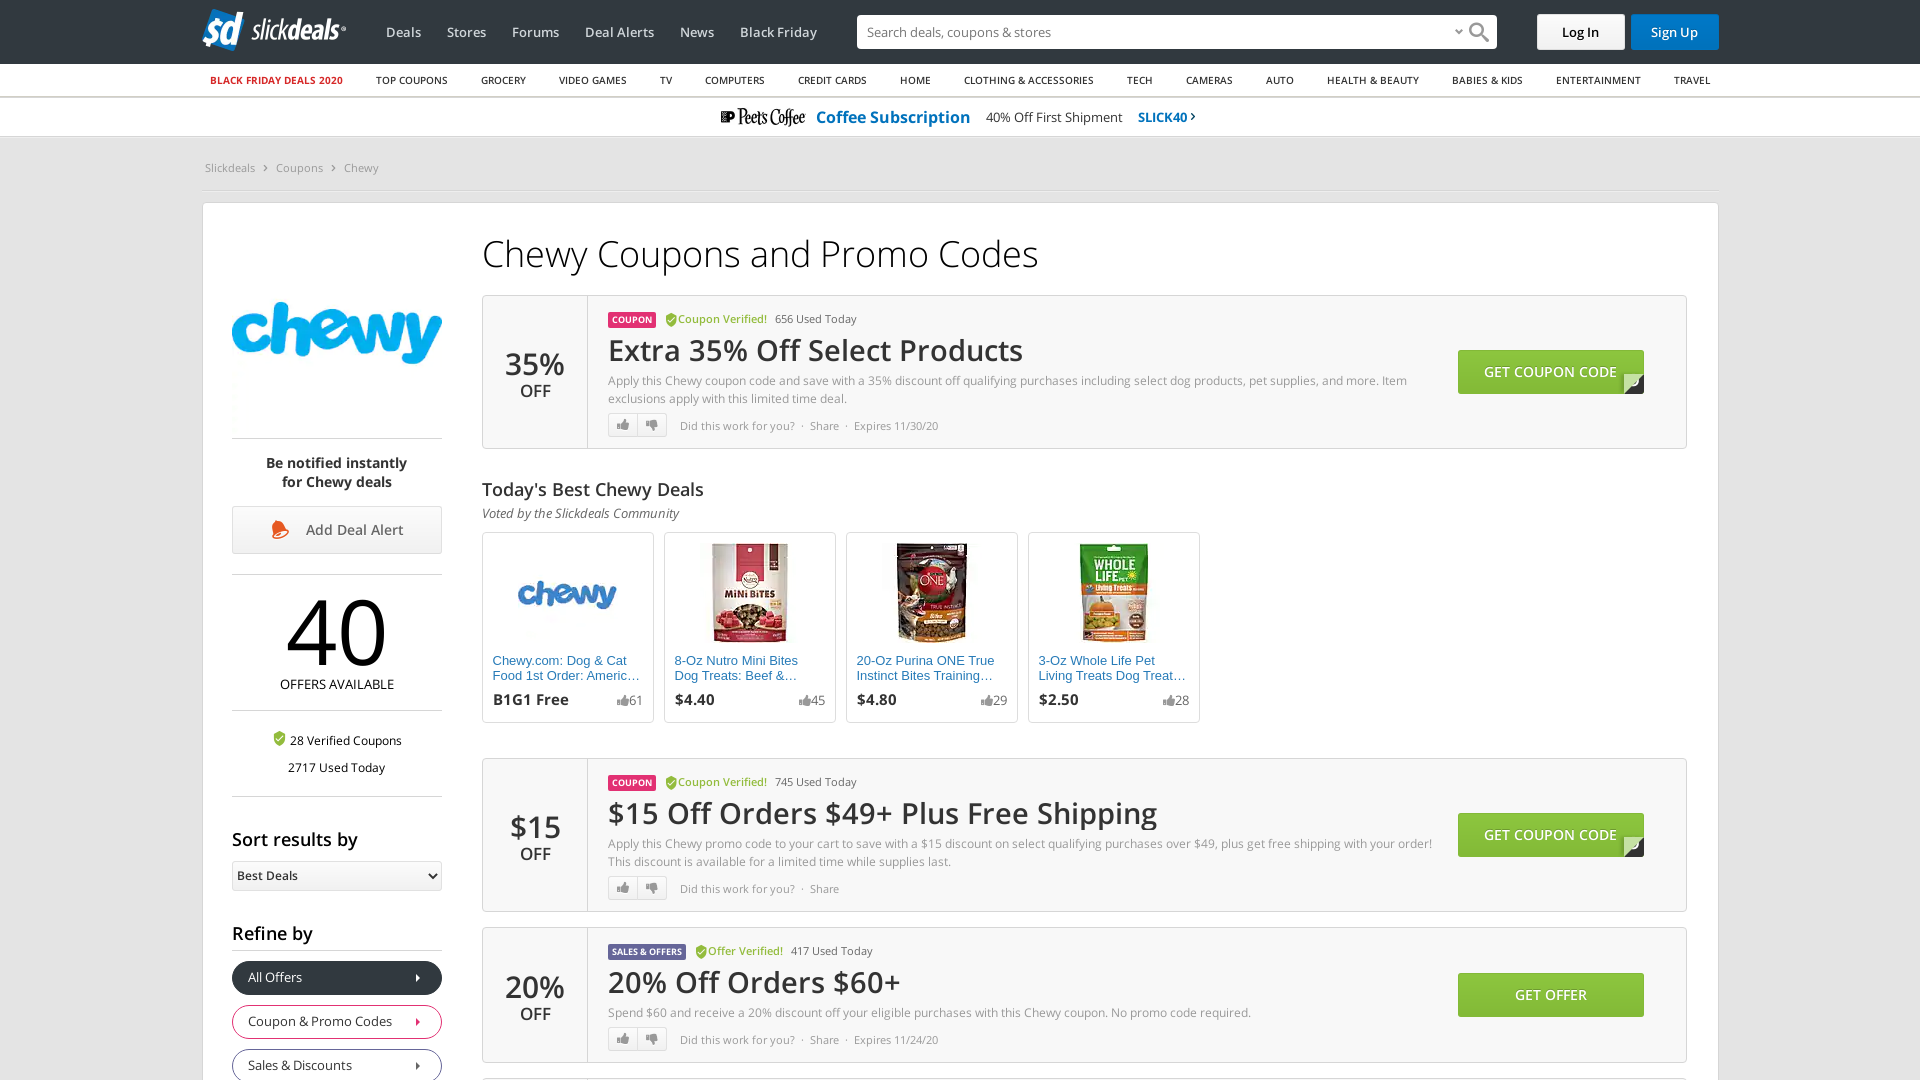 sd slickdeals
Deals
Stores
Forums
Deal Alerts
News
Black Friday
Search deals, coupons & stores
Log In
Sign Up
BLACK FRIDAY DEALS 2020
TOP COUPONS
GROCERY
VIDEO GAMES
TV
COMPUTERS
CREDIT CARDS
HOME
CLOTHING & ACCESSORIES
TECH
CAMERAS
AUTO
HEALTH & BEAUTY
BABIES & KIDS
ENTERTAINMENT
TRAVEL
Peet's Coffee Coffee Subscription 40% Off First Shipment SLICK40
Slickdeals > Coupons > Chewy
chewy
Be notified instantly
for Chewy deals
Add Deal Alert
40
OFFERS AVAILABLE
28 Verified Coupons
2717 Used Today
Sort results by
Best Deals
Refine by
All Offers
Coupon & Promo Codes
Sales & Discounts
Chewy Coupons and Promo Codes
35%
OFF
COUPON Coupon Verified! 656 Used Today
Extra 35% Off Select Products
Apply this Chewy coupon code and save with a 35% discount off qualifying purchases including select dog products, pet supplies, and more. Item
exclusions apply with this limited time deal.
Did this work for you? · Share · Expires 11/30/20
GET COUPON CODE
Today's Best Chewy Deals
Voted by the Slickdeals Community
chewy
Chewy.com: Dog & Cat
Food 1st Order: Americ...
B1G1 Free 61
Nutro
MiNi BiTES
8-Oz Nutro Mini Bites
Dog Treats: Beef &...
$4.40 45
ONE
20-Oz Purina ONE True
Instinct Bites Training...
$4.80 29
WHOLE
LIFE PET
Living Treats
3-Oz Whole Life Pet
Living Treats Dog Treat...
$2.50 28
$15
OFF
COUPON Coupon Verified! 745 Used Today
$15 Off Orders $49+ Plus Free Shipping
Apply this Chewy promo code to your cart to save with a $15 discount on select qualifying purchases over $49, plus get free shipping with your order!
This discount is available for a limited time while supplies last.
Did this work for you? · Share
GET COUPON CODE
20%
OFF
SALES & OFFERS Offer Verified! 417 Used Today
20% Off Orders $60+
Spend $60 and receive a 20% discount off your eligible purchases with this Chewy coupon. No promo code required.
Did this work for you? · Share · Expires 11/24/20
GET OFFER